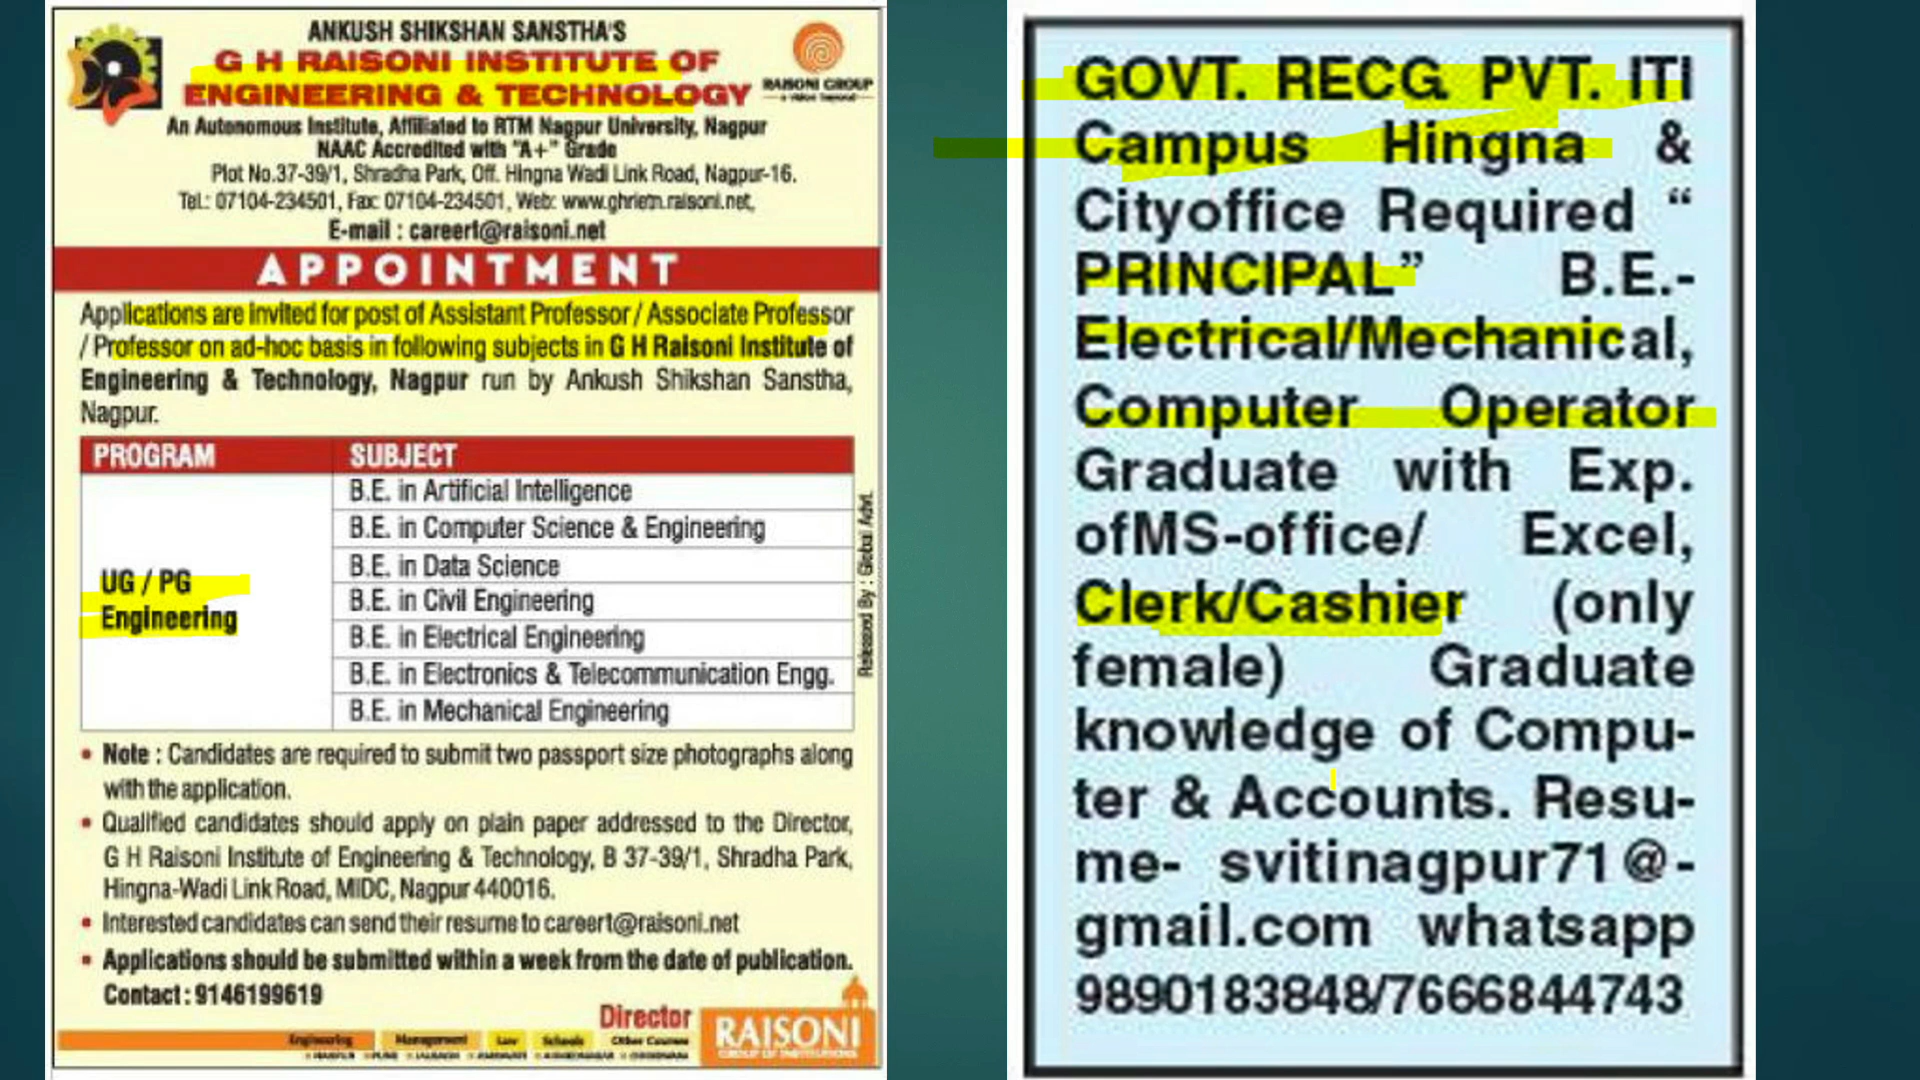 ANKUSH SHIKSHAN SANSTHA'S
G H RAISONI INSTITUTE OF
ENGINEERING & TECHNOLOGY
RAISONI GROUP
An Autonomous Institute, Affiliated to RTM Nagpur University, Nagpur
NAAC Accredited with "A+" Grade
Plot No.37-39/1, Shradha Park, Off. Hingna Wadi Link Road, Nagpur-16.
Tel.: 07104-234501, Fax: 07104-234501, Web: www.ghrietn.raisoni.net,
E-mail :
APPOINTMENT
Applications are invited for post of Assistant Professor / Associate Professor
/ Professor on ad-hoc basis in following subjects in G H Raisoni Institute of
Engineering & Technology, Nagpur run by Ankush Shikshan Sanstha,
Nagpur.
PROGRAM SUBJECT
UG / PG
Engineering
B.E. in Artificial Intelligence
B.E. in Computer Science & Engineering
B.E. in Data Science
B.E. in Civil Engineering
B.E. in Electrical Engineering
B.E. in Electronics & Telecommunication Engg.
B.E. in Mechanical Engineering
Released By : Global Advt.
• Note : Candidates are required to submit two passport size photographs along
with the application.
• Qualified candidates should apply on plain paper addressed to the Director,
G H Raisoni Institute of Engineering & Technology, B 37-39/1, Shradha Park,
Hingna-Wadi Link Road, MIDC, Nagpur 440016.
• Interested candidates can send their resume to
• Applications should be submitted within a week from the date of publication.
Contact : 9146199619
Director
Engineering Management Law Schools Other Courses
RAISONI
GROUP OF INSTITUTIONS
GOVT. RECG. PVT. ITI
Campus Hingna &
Cityoffice Required “
PRINCIPAL” B.E.-
Electrical/Mechanical,
Computer Operator
Graduate with Exp.
ofMS-office/ Excel,
Clerk/Cashier (only
female) Graduate
knowledge of Compu-
ter & Accounts. Resu-
me- svitinagpur71@-
gmail.com whatsapp
9890183848/7666844743